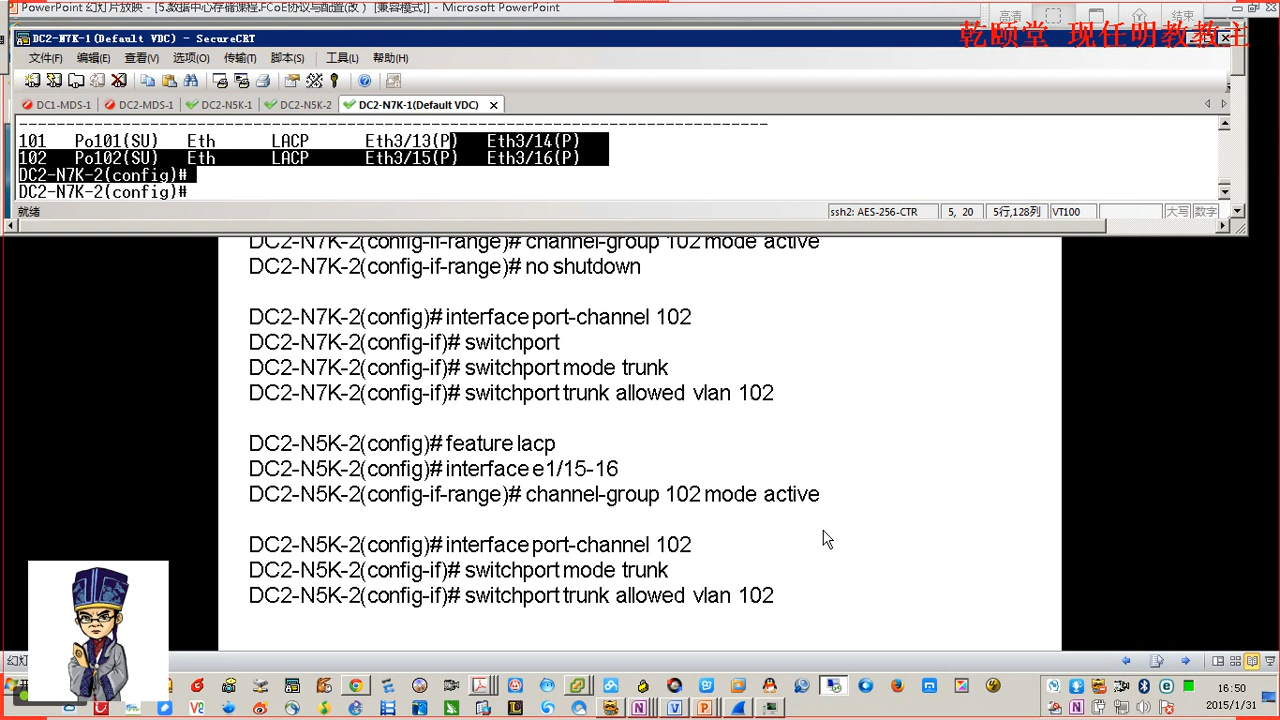 PowerPoint 幻灯片放映 - [5.数据中心存储课程.FCoE协议与配置(改 ) [兼容模式]] - Microsoft PowerPoint
高清
结束
乾颐堂 现任明教教主
DC2-N7K-1(Default VDC) - SecureCRT
文件(F) 编辑(E) 查看(V) 选项(O) 传输(T) 脚本(S) 工具(L) 帮助(H)
DC1-MDS-1 DC2-MDS-1 DC2-N5K-1 DC2-N5K-2 DC2-N7K-1(Default VDC)
--------------------------------------------------------------------------------
101 Po101(SU) Eth LACP Eth3/13(P) Eth3/14(P)
102 Po102(SU) Eth LACP Eth3/15(P) Eth3/16(P)
DC2-N7K-2(config)#
DC2-N7K-2(config)#
就绪 ssh2: AES-256-CTR 5, 20 5行,128列 VT100 大写 数字
DC2-N7K-2(config-if-range)# channel-group 102 mode active
DC2-N7K-2(config-if-range)# no shutdown
DC2-N7K-2(config)# interface port-channel 102
DC2-N7K-2(config-if)# switchport
DC2-N7K-2(config-if)# switchport mode trunk
DC2-N7K-2(config-if)# switchport trunk allowed vlan 102
DC2-N5K-2(config)# feature lacp
DC2-N5K-2(config)# interface e1/15-16
DC2-N5K-2(config-if-range)# channel-group 102 mode active
DC2-N5K-2(config)# interface port-channel 102
DC2-N5K-2(config-if)# switchport mode trunk
DC2-N5K-2(config-if)# switchport trunk allowed vlan 102
16:50
2015/1/31